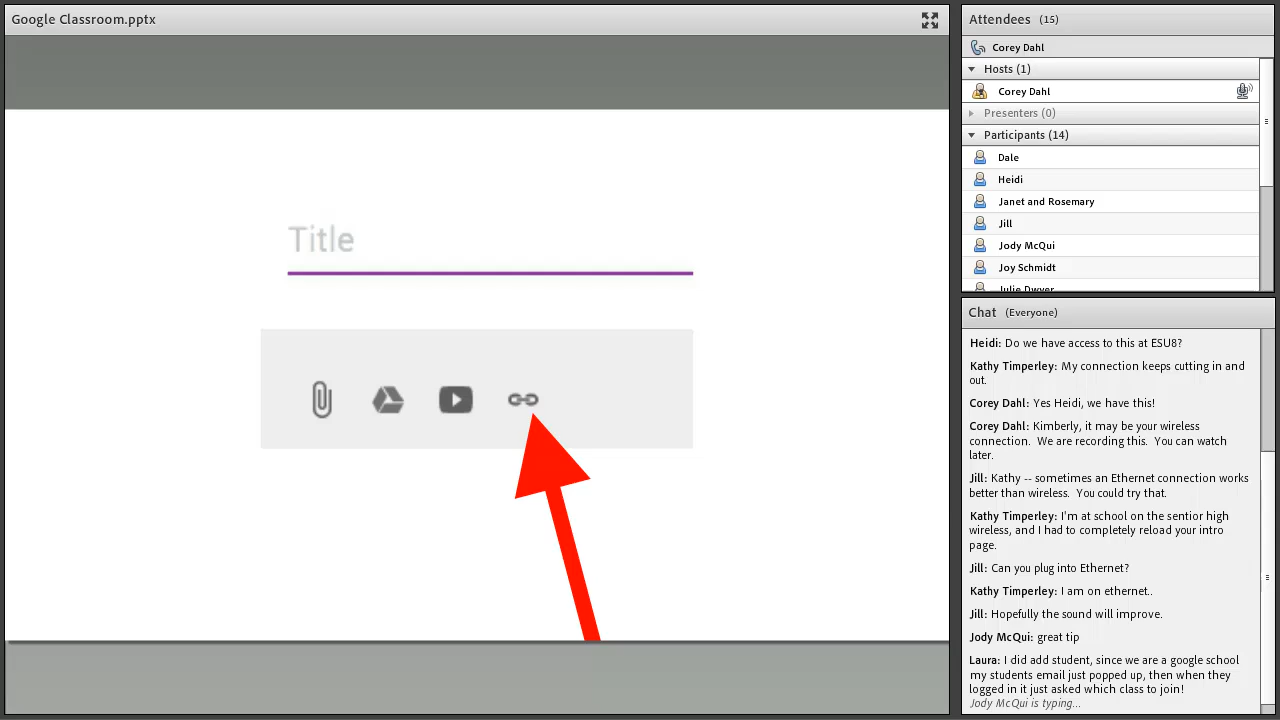 Google Classroom.pptx
Title
Attendees (15)
Corey Dahl
Hosts (1)
Corey Dahl
Presenters (0)
Participants (14)
Dale
Heidi
Janet and Rosemary
Jill
Jody McQui
Joy Schmidt
Julie Dwyer
Chat (Everyone)
Heidi: Do we have access to this at ESU8?
Kathy Timperley: My connection keeps cutting in and
out.
Corey Dahl: Yes Heidi, we have this!
Corey Dahl: Kimberly, it may be your wireless
connection. We are recording this. You can watch
later.
Jill: Kathy -- sometimes an Ethernet connection works
better than wireless. You could try that.
Kathy Timperley: I'm at school on the sentior high
wireless, and I had to completely reload your intro
page.
Jill: Can you plug into Ethernet?
Kathy Timperley: I am on ethernet..
Jill: Hopefully the sound will improve.
Jody McQui: great tip
Laura: I did add student, since we are a google school
my students email just popped up, then when they
logged in it just asked which class to join!
Jody McQui is typing...